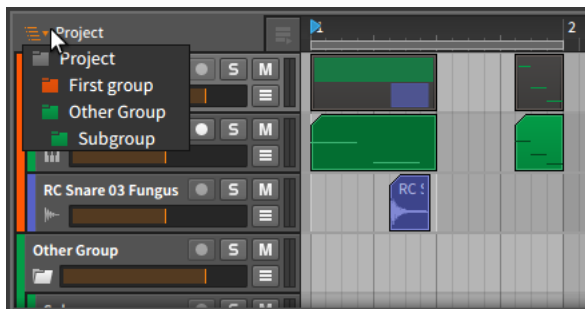 Project
1
2
Project
First group
Other Group
Subgroup
S M
S M
RC Snare 03 Fungus
S M
RC S
Other Group
S M